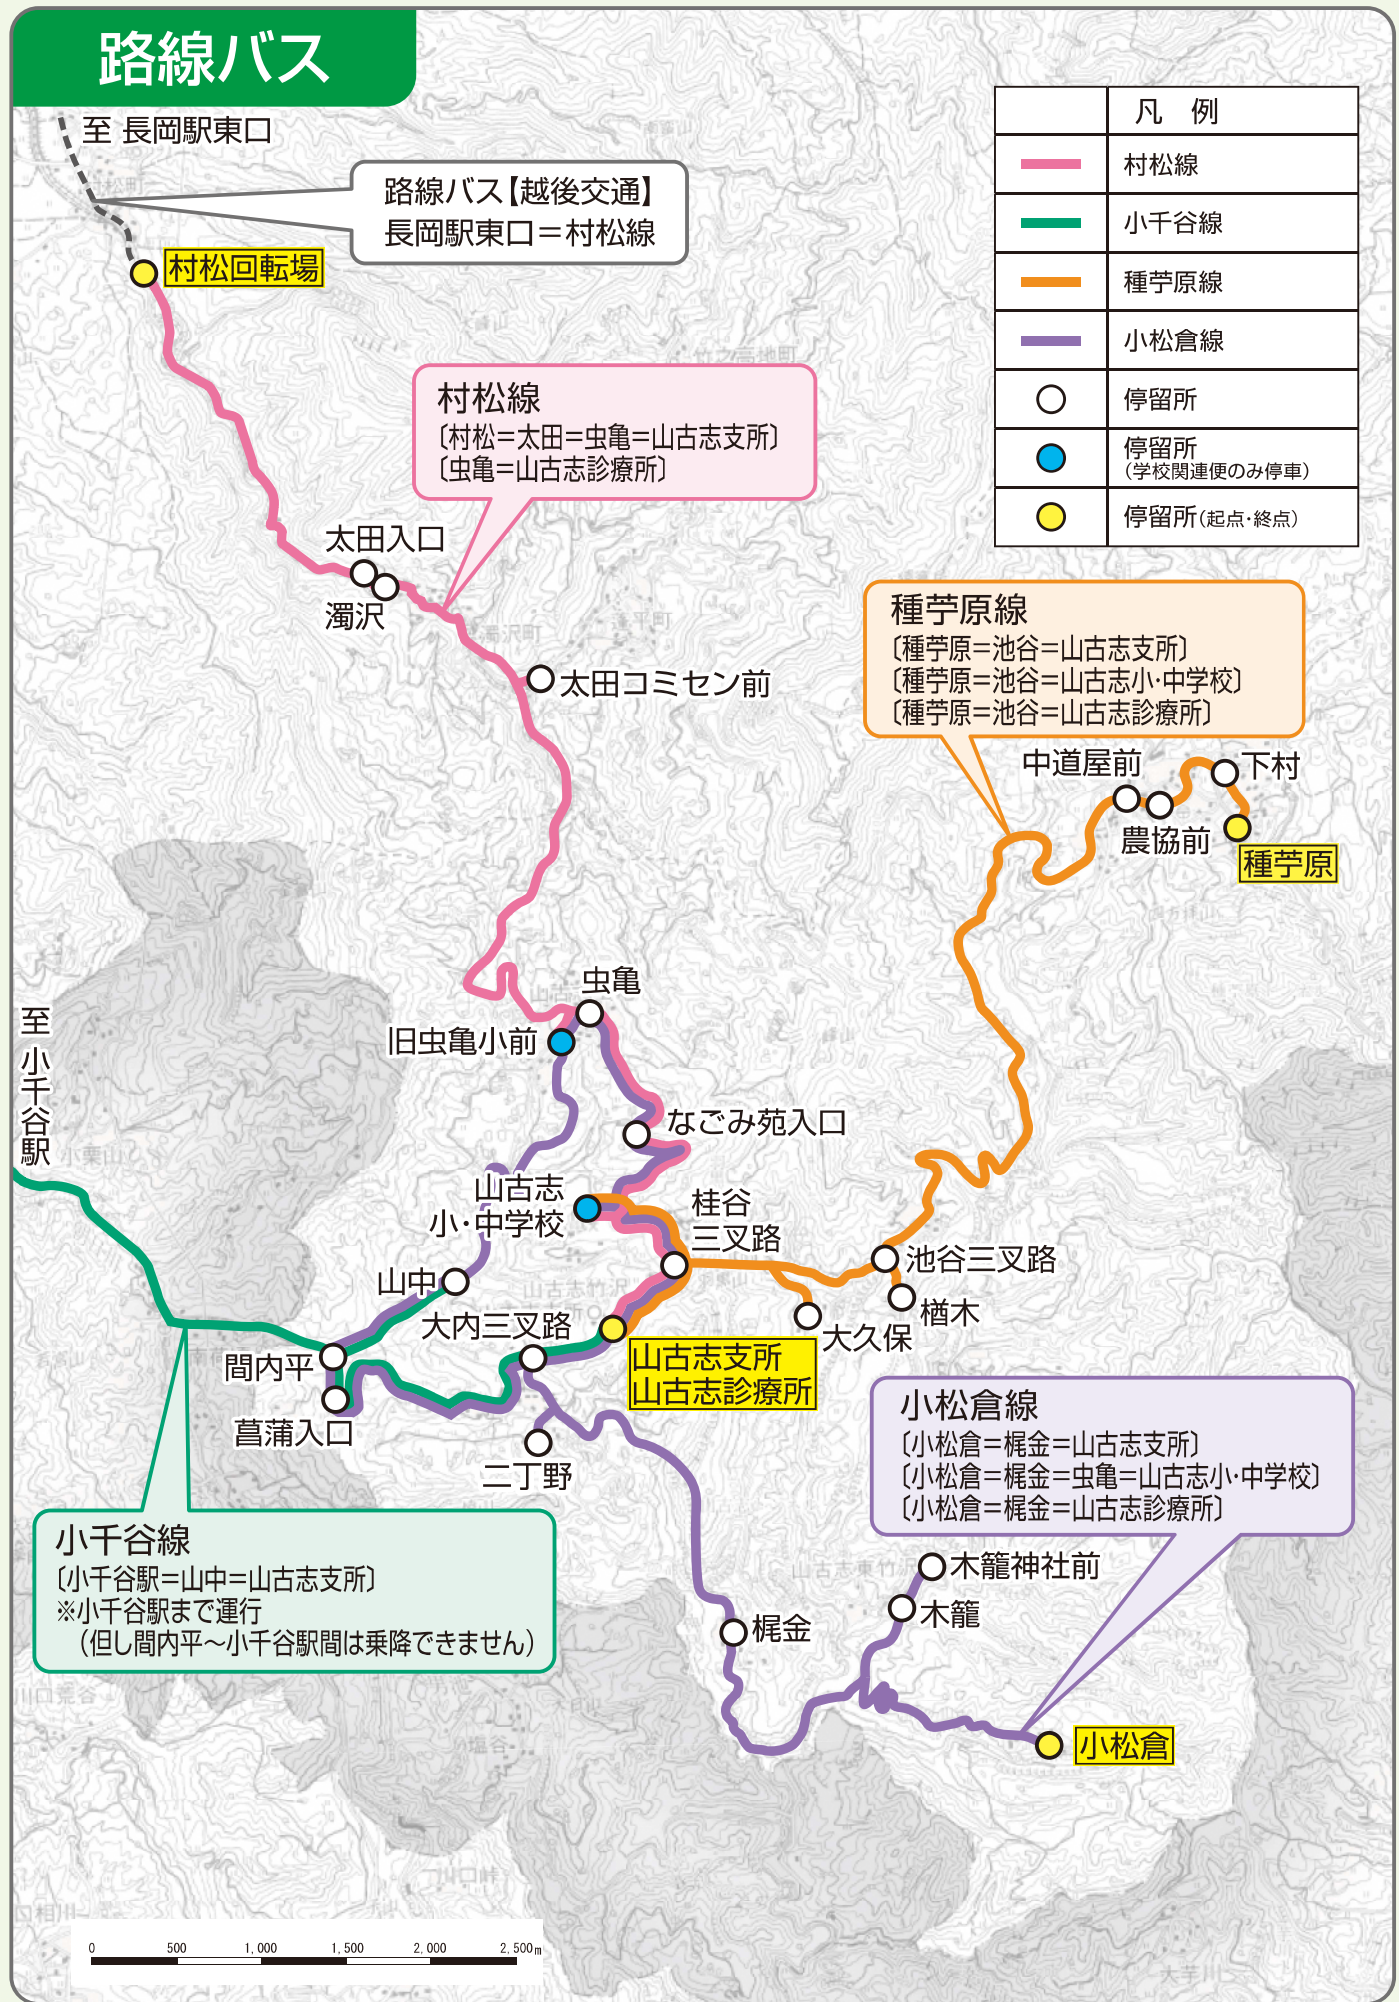 路線バス
至 長岡駅東口
路線バス【越後交通】
長岡駅東口＝村松線
村松回転場
凡　例
村松線
小千谷線
種苧原線
小松倉線
停留所
停留所
（学校関連便のみ停車）
停留所（起点・終点）
村松線
〔村松＝太田＝虫亀＝山古志支所〕
〔虫亀＝山古志診療所〕
太田入口
濁沢
太田コミセン前
種苧原線
〔種苧原＝池谷＝山古志支所〕
〔種苧原＝池谷＝山古志小・中学校〕
〔種苧原＝池谷＝山古志診療所〕
中道屋前
下村
農協前
種苧原
虫亀
旧虫亀小前
至 小千谷駅
なごみ苑入口
山古志
小・中学校
桂谷
三叉路
池谷三叉路
楢木
大久保
山中
大内三叉路
間内平
菖蒲入口
山古志支所
山古志診療所
二丁野
小松倉線
〔小松倉＝梶金＝山古志支所〕
〔小松倉＝梶金＝虫亀＝山古志小・中学校〕
〔小松倉＝梶金＝山古志診療所〕
小千谷線
〔小千谷駅＝山中＝山古志支所〕
※小千谷駅まで運行
（但し間内平～小千谷駅間は乗降できません）
木籠神社前
木籠
梶金
小松倉
0 500 1,000 1,500 2,000 2,500m